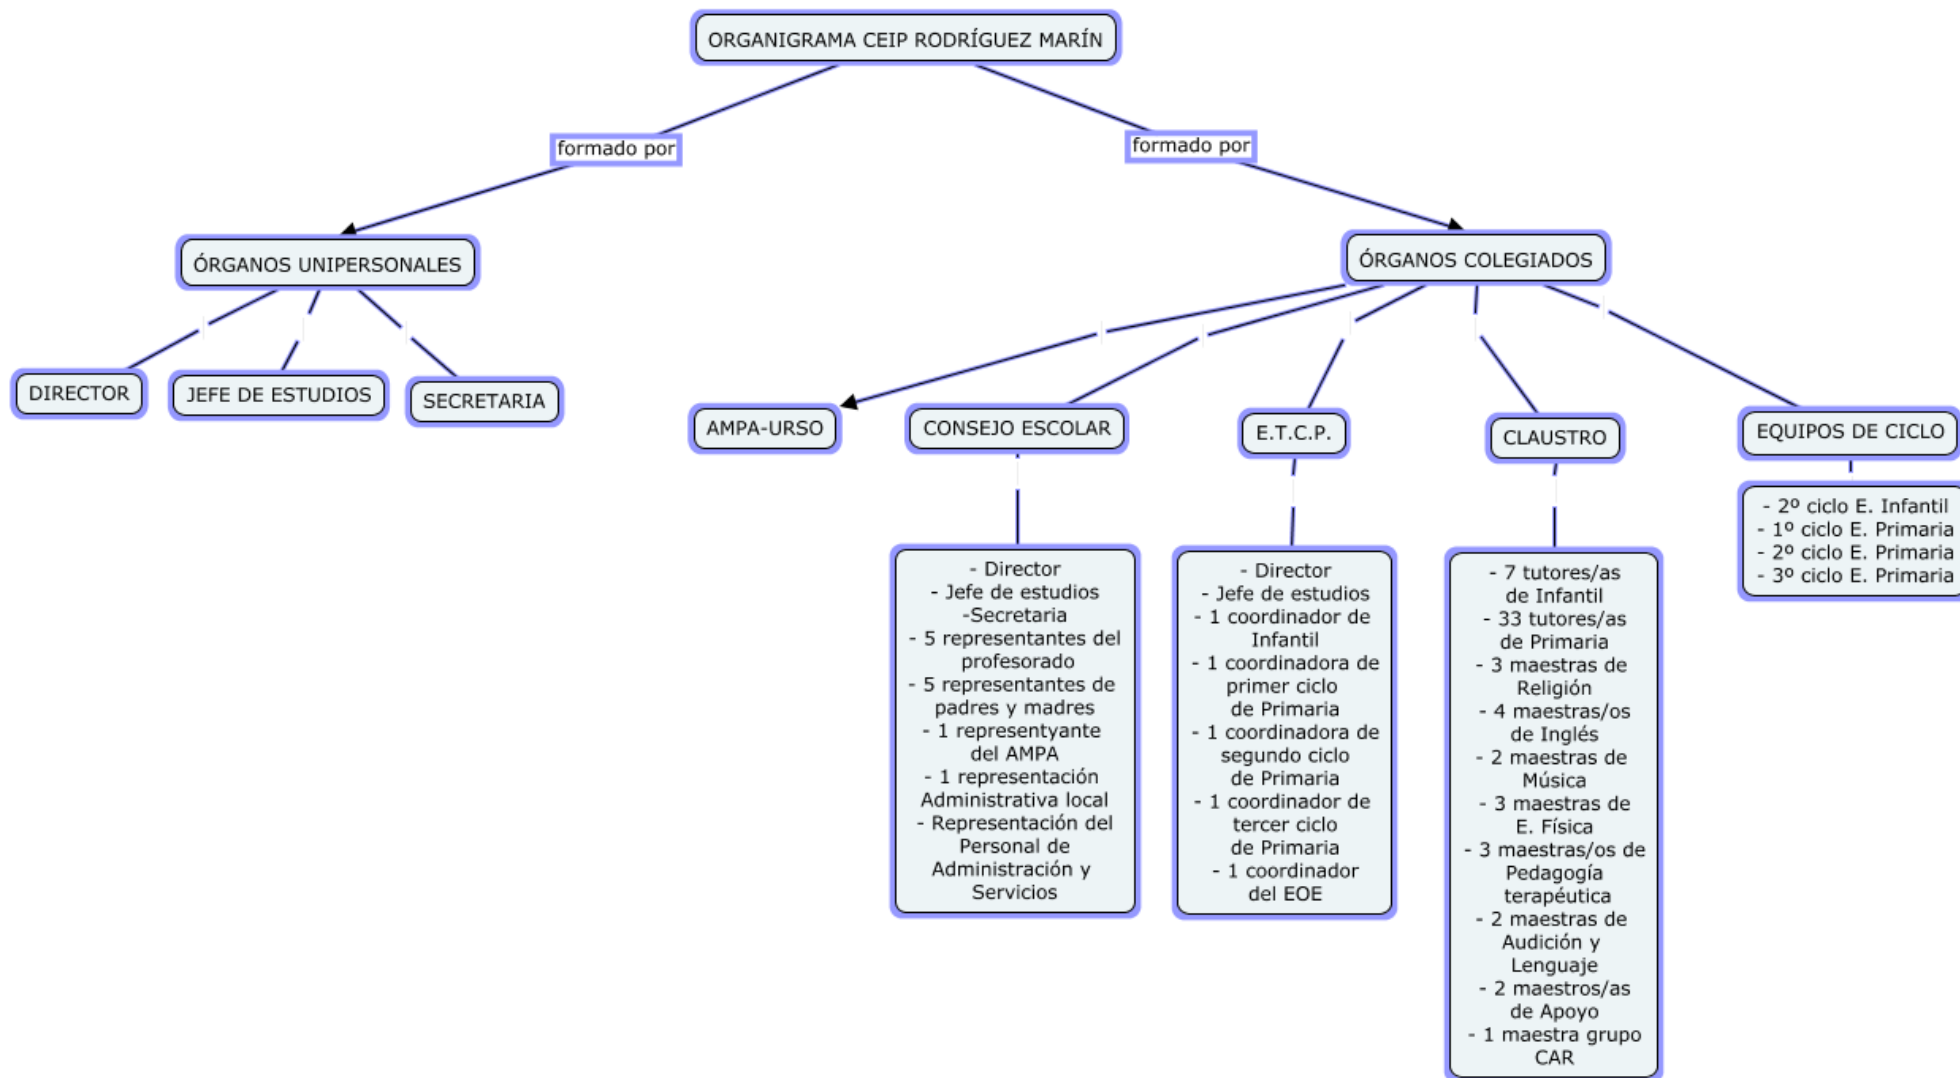 ORGANIGRAMA CEIP RODRÍGUEZ MARÍN
formado por
formado por
ÓRGANOS UNIPERSONALES
ÓRGANOS COLEGIADOS
DIRECTOR
JEFE DE ESTUDIOS
SECRETARIA
AMPA-URSO
CONSEJO ESCOLAR
E.T.C.P.
CLAUSTRO
EQUIPOS DE CICLO
- Director
- Jefe de estudios
-Secretaria
- 5 representantes del
profesorado
- 5 representantes de
padres y madres
- 1 representyante
del AMPA
- 1 representación
Administrativa local
- Representación del
Personal de
Administración y
Servicios
- Director
- Jefe de estudios
- 1 coordinador de
Infantil
- 1 coordinadora de
primer ciclo
de Primaria
- 1 coordinadora de
segundo ciclo
de Primaria
- 1 coordinador de
tercer ciclo
de Primaria
- 1 coordinador
del EOE
- 7 tutores/as
de Infantil
- 33 tutores/as
de Primaria
- 3 maestras de
Religión
- 4 maestras/os
de Inglés
- 2 maestras de
Música
- 3 maestras de
E. Física
- 3 maestras/os de
Pedagogía
terapéutica
- 2 maestras de
Audición y
Lenguaje
- 2 maestros/as
de Apoyo
- 1 maestra grupo
CAR
- 2º ciclo E. Infantil
- 1º ciclo E. Primaria
- 2º ciclo E. Primaria
- 3º ciclo E. Primaria